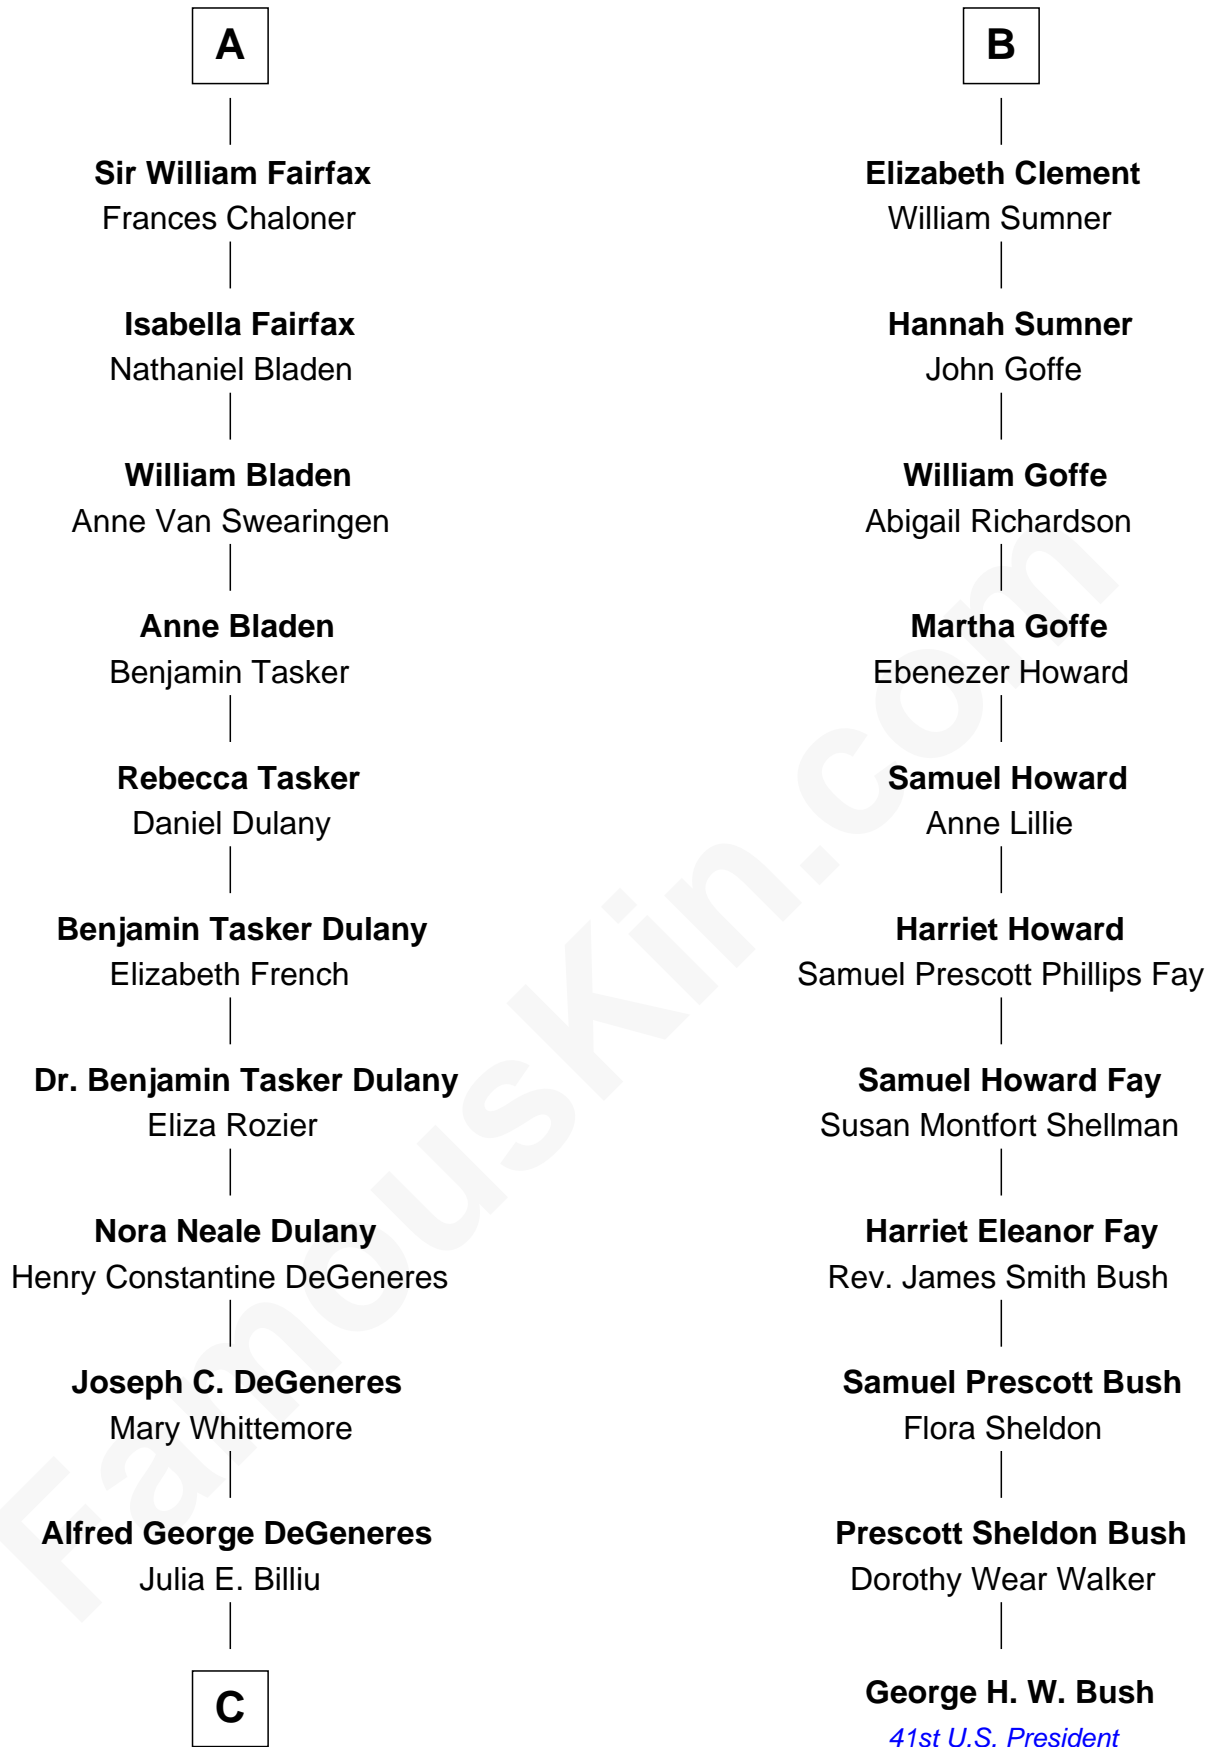 A
Sir William Fairfax
Frances Chaloner
Isabella Fairfax
Nathaniel Bladen
William Bladen
Anne Van Swearingen
Anne Bladen
Benjamin Tasker
Rebecca Tasker
Daniel Dulany
Benjamin Tasker Dulany
Elizabeth French
Dr. Benjamin Tasker Dulany
Eliza Rozier
Nora Neale Dulany
Henry Constantine DeGeneres
Joseph C. DeGeneres
Mary Whittemore
Alfred George DeGeneres
Julia E. Billiu
C
B
Elizabeth Clement
William Sumner
Hannah Sumner
John Goffe
William Goffe
Abigail Richardson
Martha Goffe
Ebenezer Howard
Samuel Howard
Anne Lillie
Harriet Howard
Samuel Prescott Phillips Fay
Samuel Howard Fay
Susan Montfort Shellman
Harriet Eleanor Fay
Rev. James Smith Bush
Samuel Prescott Bush
Flora Sheldon
Prescott Sheldon Bush
Dorothy Wear Walker
George H. W. Bush
41st U.S. President
FamousKin.com